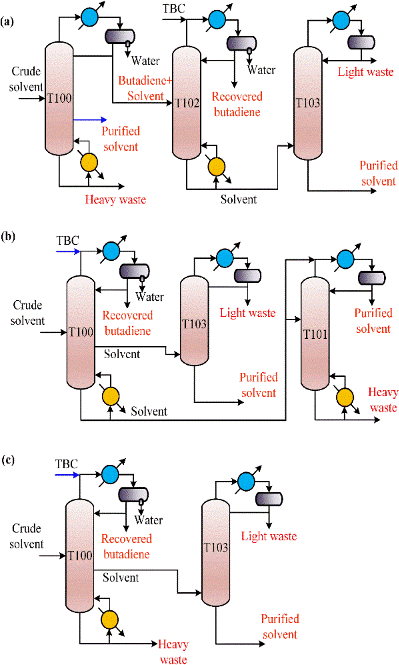 (a)
TBC
Water
Crude
solvent
T100
Butadiene+
Solvent
T102
Water
Recovered
butadiene
T103
Light waste
Purified
solvent
Heavy waste
Solvent
Purified
solvent
(b)
TBC
Water
Crude
solvent
T100
Recovered
butadiene
Solvent
T103
Light waste
Purified
solvent
Solvent
T101
Purified
solvent
Heavy
waste
(c)
TBC
Water
Crude
solvent
T100
Recovered
butadiene
Solvent
T103
Light waste
Purified
solvent
Heavy
waste